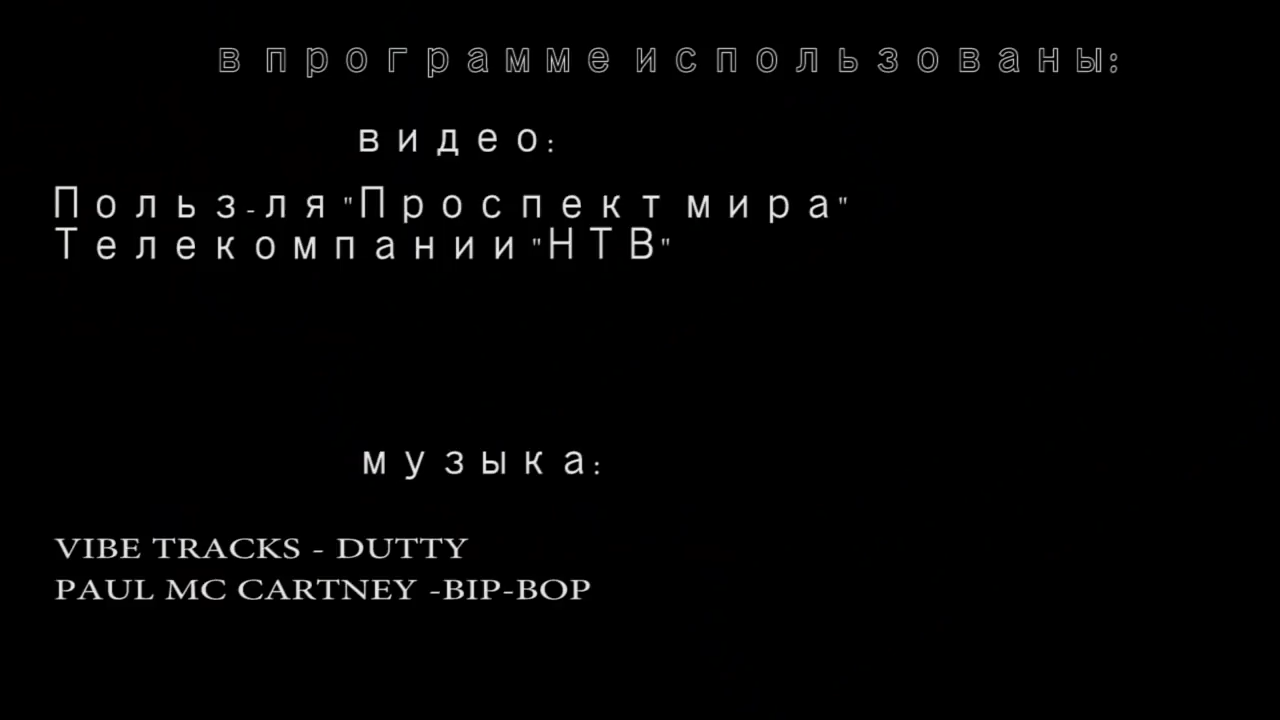 в программе использованы:
видео:
Польз-ля "Проспект мира"
Телекомпании "НТВ"
музыка:
VIBE TRACKS - DUTTY
PAUL MC CARTNEY -BIP-BOP